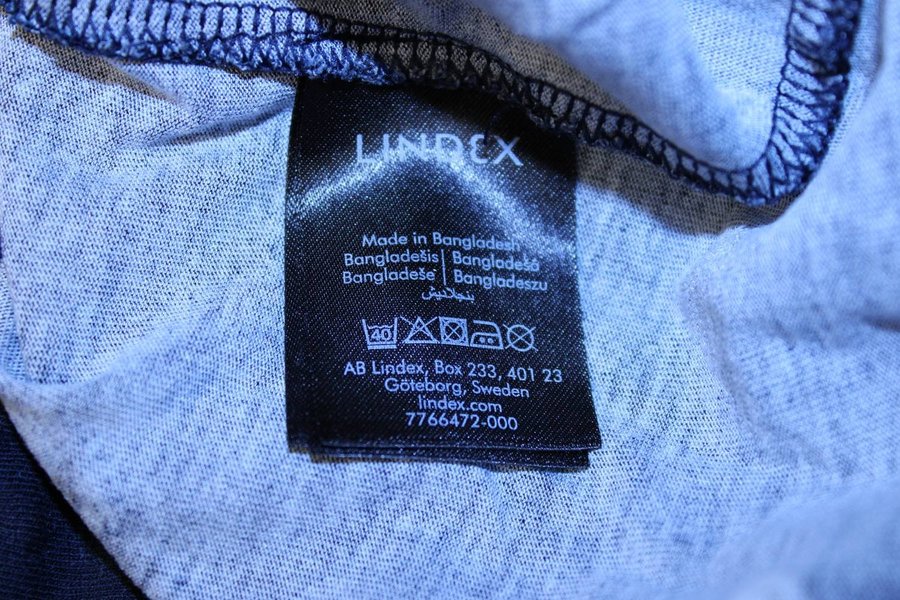 LINDEX
Made in Bangladesh
Bangladešis | Bangladešā
Bangladeše | Bangladeszu
بنجلاديش
40
AB Lindex, Box 233, 401 23
Göteborg, Sweden
lindex.com
7766472-000